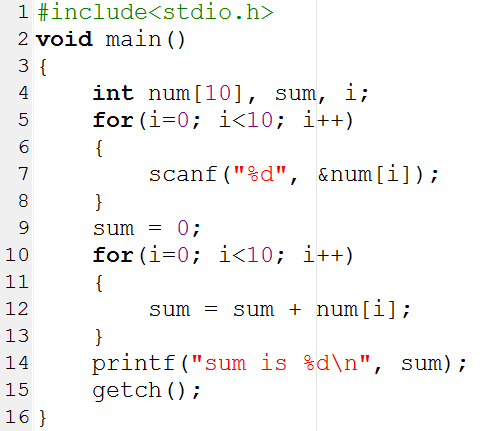 1 #include<stdio.h>
2 void main()
3 {
4     int num[10], sum, i;
5     for(i=0; i<10; i++)
6     {
7         scanf("%d", &num[i]);
8     }
9     sum = 0;
10     for(i=0; i<10; i++)
11     {
12         sum = sum + num[i];
13     }
14     printf("sum is %d\n", sum);
15     getch();
16 }